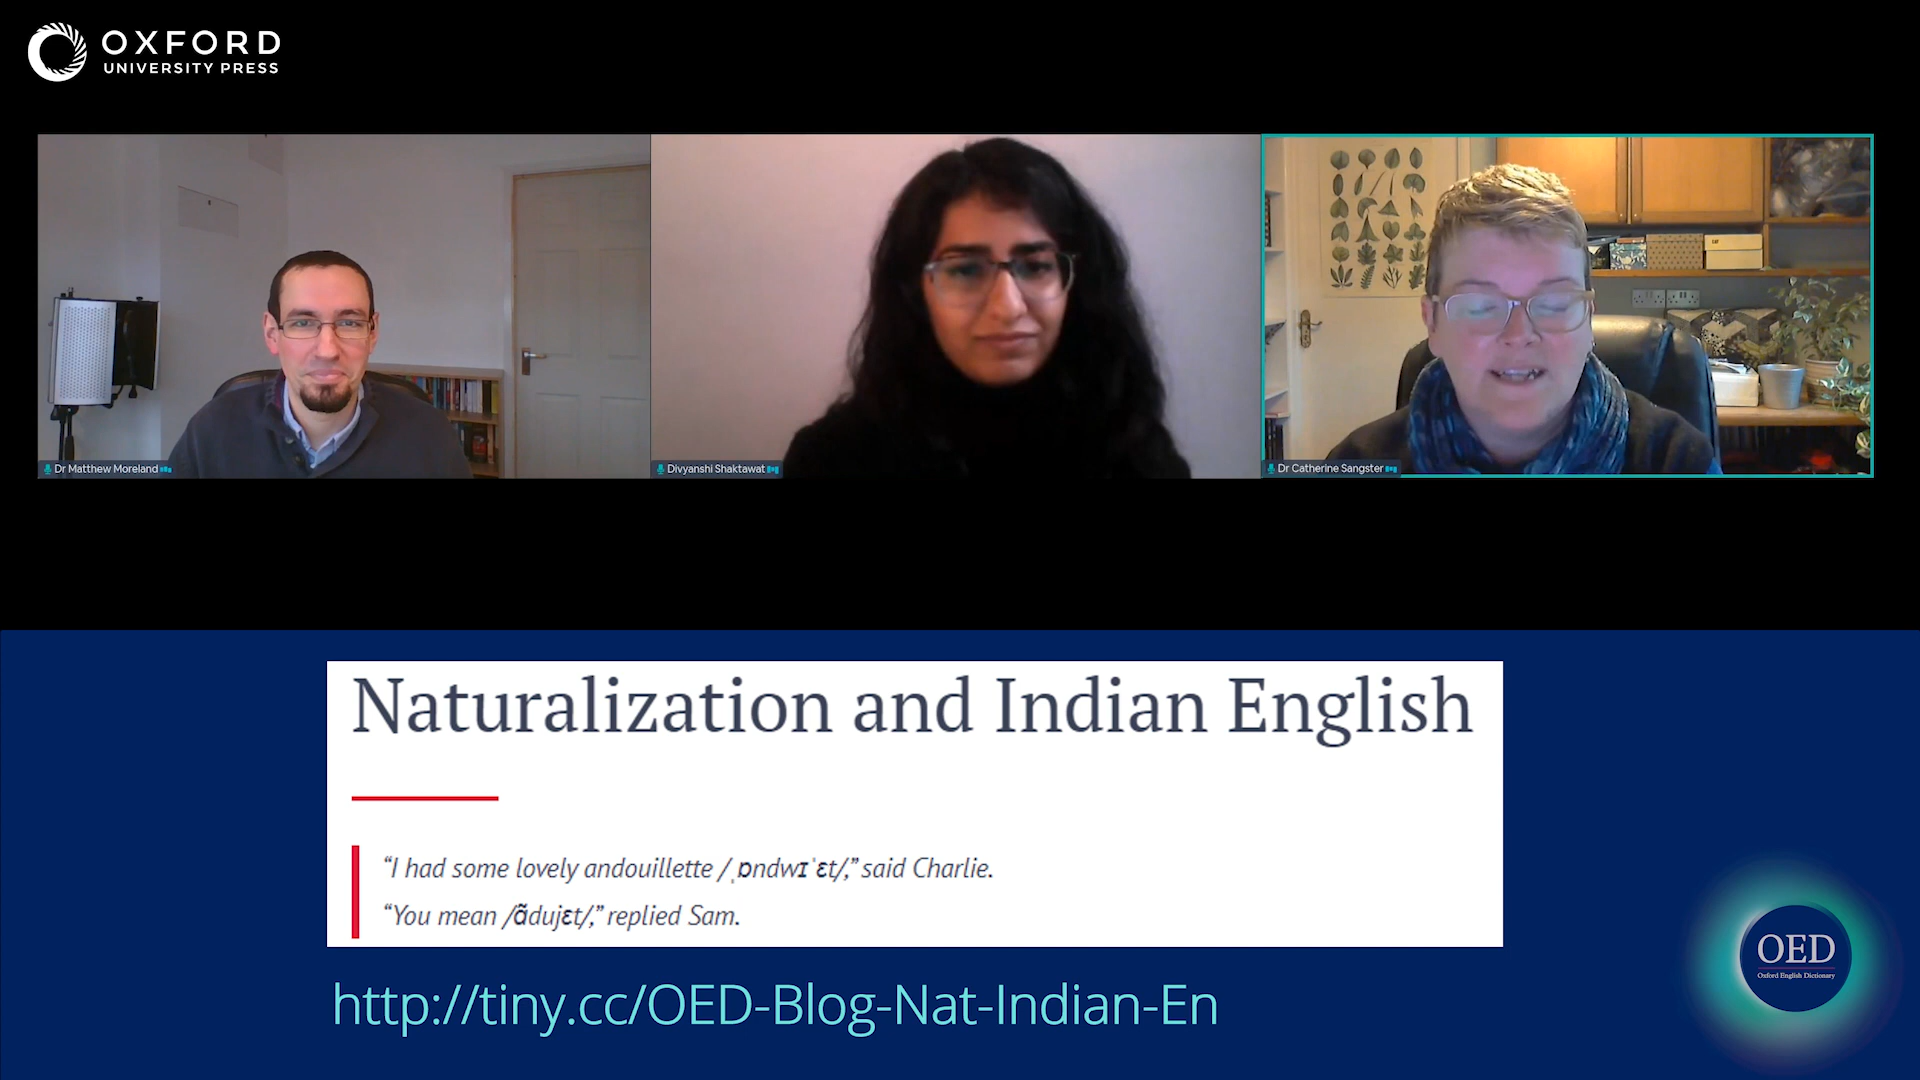 OXFORD
UNIVERSITY PRESS
Dr Matthew Moreland
Divyanshi Shaktawat
Dr Catherine Sangster
Naturalization and Indian English
“I had some lovely andouillette /ˌɒndwɪˈɛt/,” said Charlie.
“You mean /ɑ̃dujɛt/,” replied Sam.
http://tiny.cc/OED-Blog-Nat-Indian-En
OED
Oxford English Dictionary